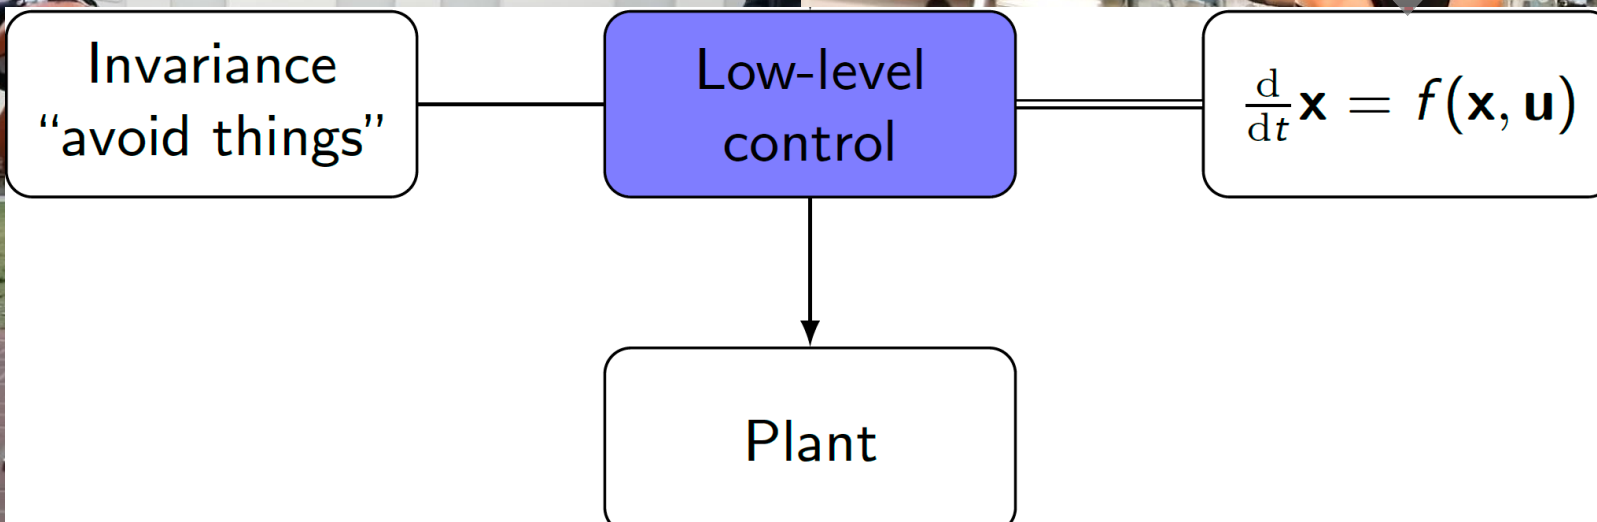 Invariance
“avoid things”
Low-level
control
d/dt x = f(x, u)
Plant